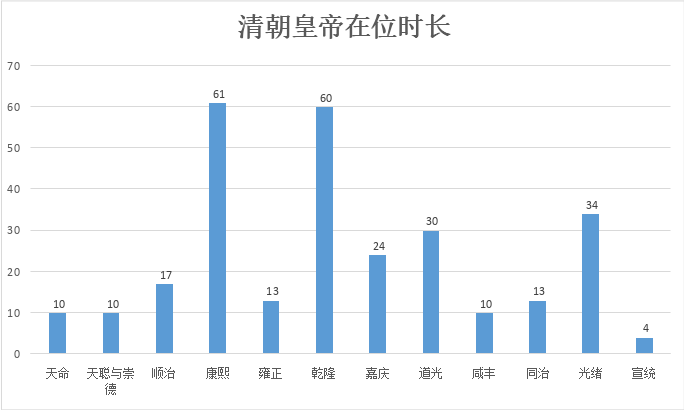 清朝皇帝在位时长
70
60
50
40
30
20
10
0
10
10
17
61
13
60
24
30
10
13
34
4
天命
天聪与崇
德
顺治
康熙
雍正
乾隆
嘉庆
道光
咸丰
同治
光绪
宣统